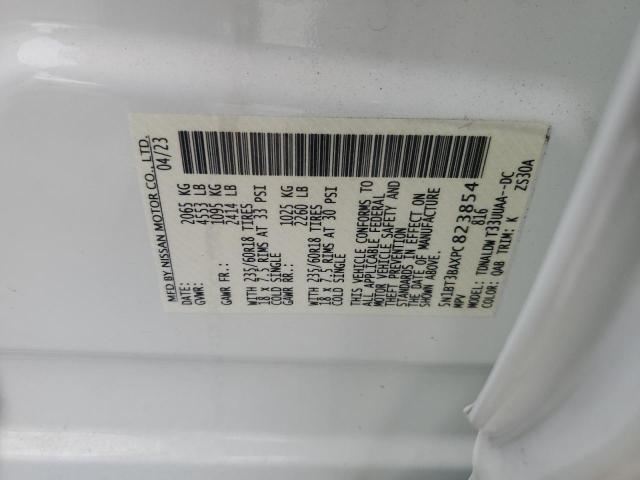 MFD BY NISSAN MOTOR CO., LTD.
04/23
DATE: 2065 KG
GVWR: 4553 LB
1095 KG
GAWR FR.: 2414 LB
WITH 235/60R18 TIRES
18 X 7.5 RIMS AT 33 PSI
COLD SINGLE
1025 KG
GAWR RR.: 2260 LB
WITH 235/60R18 TIRES
18 X 7.5 RIMS AT 30 PSI
COLD SINGLE
THIS VEHICLE CONFORMS TO
ALL APPLICABLE FEDERAL
MOTOR VEHICLE SAFETY AND
THEFT PREVENTION
STANDARDS IN EFFECT ON
THE DATE OF MANUFACTURE
SHOWN ABOVE.
5N1BT3BAXPC823854
MPV 816
MODEL: TDNALDW T33UUAA--DC
COLOR: QAB TRIM: K ZS30A